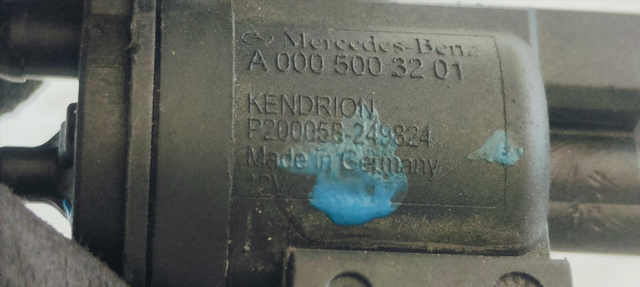 Mercedes-Benz
A 000 500 32 01
KENDRION
P200058-249824
Made in Germany
12V